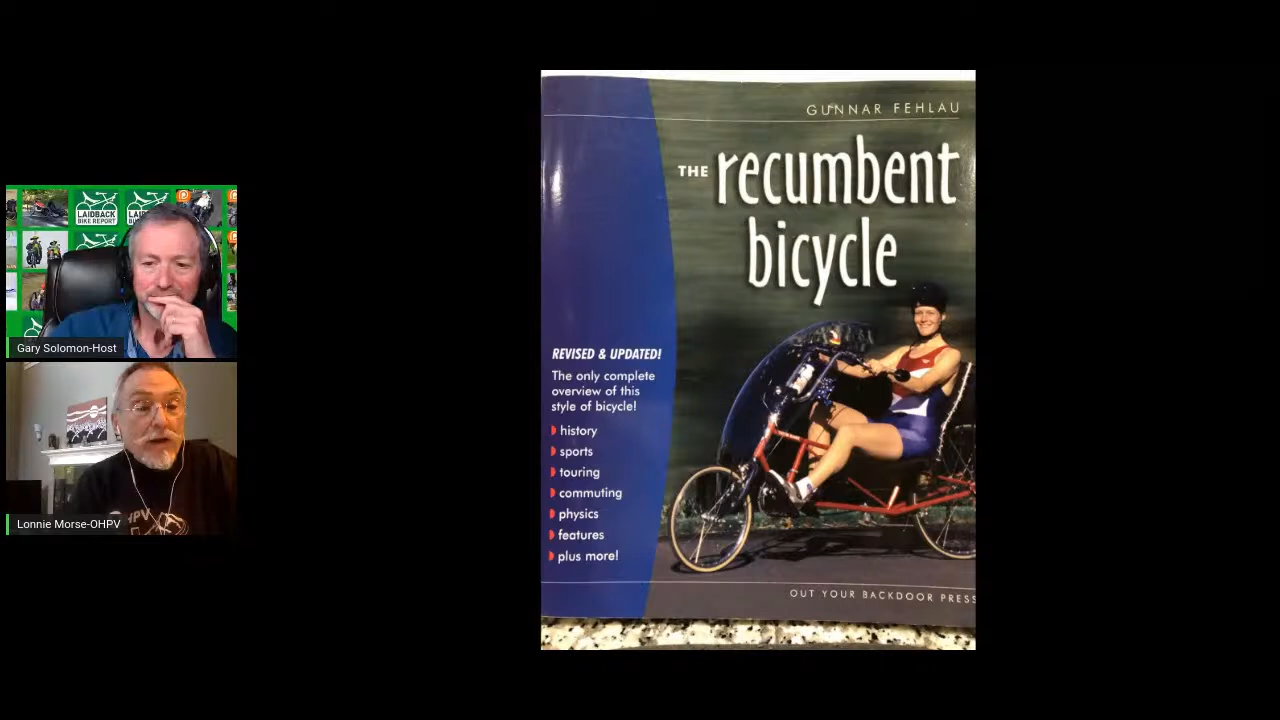 LAIDBACK
BIKE REPORT
Gary Solomon-Host
Lonnie Morse-OHPV
GUNNAR FEHLAU
THE recumbent
bicycle
REVISED & UPDATED!
The only complete
overview of this
style of bicycle!
history
sports
touring
commuting
physics
features
plus more!
OUT YOUR BACKDOOR PRESS